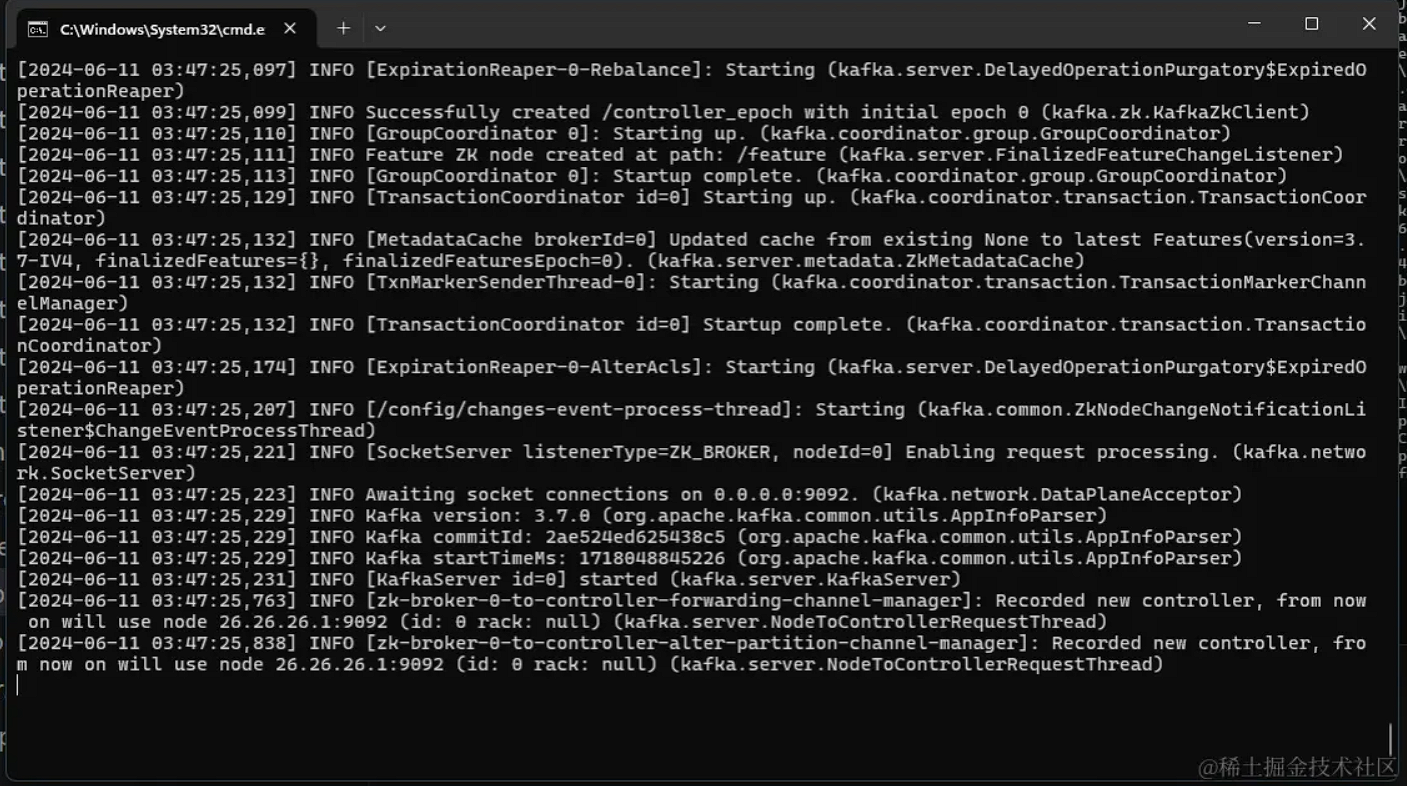 C:\Windows\System32\cmd.e
[2024-06-11 03:47:25,097] INFO [ExpirationReaper-0-Rebalance]: Starting (kafka.server.DelayedOperationPurgatory$ExpiredO
perationReaper)
[2024-06-11 03:47:25,099] INFO Successfully created /controller_epoch with initial epoch 0 (kafka.zk.KafkaZkClient)
[2024-06-11 03:47:25,110] INFO [GroupCoordinator 0]: Starting up. (kafka.coordinator.group.GroupCoordinator)
[2024-06-11 03:47:25,111] INFO Feature ZK node created at path: /feature (kafka.server.FinalizedFeatureChangeListener)
[2024-06-11 03:47:25,113] INFO [GroupCoordinator 0]: Startup complete. (kafka.coordinator.group.GroupCoordinator)
[2024-06-11 03:47:25,129] INFO [TransactionCoordinator id=0] Starting up. (kafka.coordinator.transaction.TransactionCoor
dinator)
[2024-06-11 03:47:25,132] INFO [MetadataCache brokerId=0] Updated cache from existing None to latest Features(version=3.
7-IV4, finalizedFeatures={}, finalizedFeaturesEpoch=0). (kafka.server.metadata.ZkMetadataCache)
[2024-06-11 03:47:25,132] INFO [TxnMarkerSenderThread-0]: Starting (kafka.coordinator.transaction.TransactionMarkerChann
elManager)
[2024-06-11 03:47:25,132] INFO [TransactionCoordinator id=0] Startup complete. (kafka.coordinator.transaction.Transactio
nCoordinator)
[2024-06-11 03:47:25,174] INFO [ExpirationReaper-0-AlterAcls]: Starting (kafka.server.DelayedOperationPurgatory$ExpiredO
perationReaper)
[2024-06-11 03:47:25,207] INFO [/config/changes-event-process-thread]: Starting (kafka.common.ZkNodeChangeNotificationLi
stener$ChangeEventProcessThread)
[2024-06-11 03:47:25,221] INFO [SocketServer listenerType=ZK_BROKER, nodeId=0] Enabling request processing. (kafka.netwo
rk.SocketServer)
[2024-06-11 03:47:25,223] INFO Awaiting socket connections on 0.0.0.0:9092. (kafka.network.DataPlaneAcceptor)
[2024-06-11 03:47:25,229] INFO Kafka version: 3.7.0 (org.apache.kafka.common.utils.AppInfoParser)
[2024-06-11 03:47:25,229] INFO Kafka commitId: 2ae524ed625438c5 (org.apache.kafka.common.utils.AppInfoParser)
[2024-06-11 03:47:25,229] INFO Kafka startTimeMs: 1718048845226 (org.apache.kafka.common.utils.AppInfoParser)
[2024-06-11 03:47:25,231] INFO [KafkaServer id=0] started (kafka.server.KafkaServer)
[2024-06-11 03:47:25,763] INFO [zk-broker-0-to-controller-forwarding-channel-manager]: Recorded new controller, from now
 on will use node 26.26.26.1:9092 (id: 0 rack: null) (kafka.server.NodeToControllerRequestThread)
[2024-06-11 03:47:25,838] INFO [zk-broker-0-to-controller-alter-partition-channel-manager]: Recorded new controller, fro
m now on will use node 26.26.26.1:9092 (id: 0 rack: null) (kafka.server.NodeToControllerRequestThread)
@稀土掘金技术社区